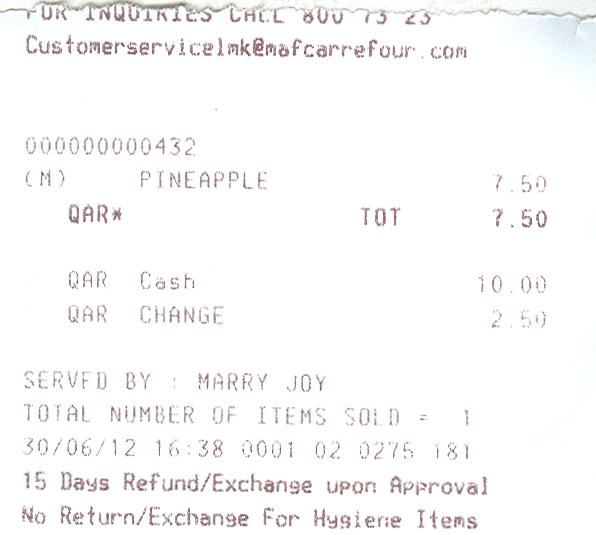 FOR INQUIRIES CALL 800 73 23
Customerservicelmk@mafcarrefour.com
000000000432
(M) PINEAPPLE 7.50
QAR* TOT 7.50
QAR Cash 10.00
QAR CHANGE 2.50
SERVED BY : MARRY JOY
TOTAL NUMBER OF ITEMS SOLD = 1
30/06/12 16:38 0001 02 0275 181
15 Days Refund/Exchange upon Approval
No Return/Exchange For Hygiene Items